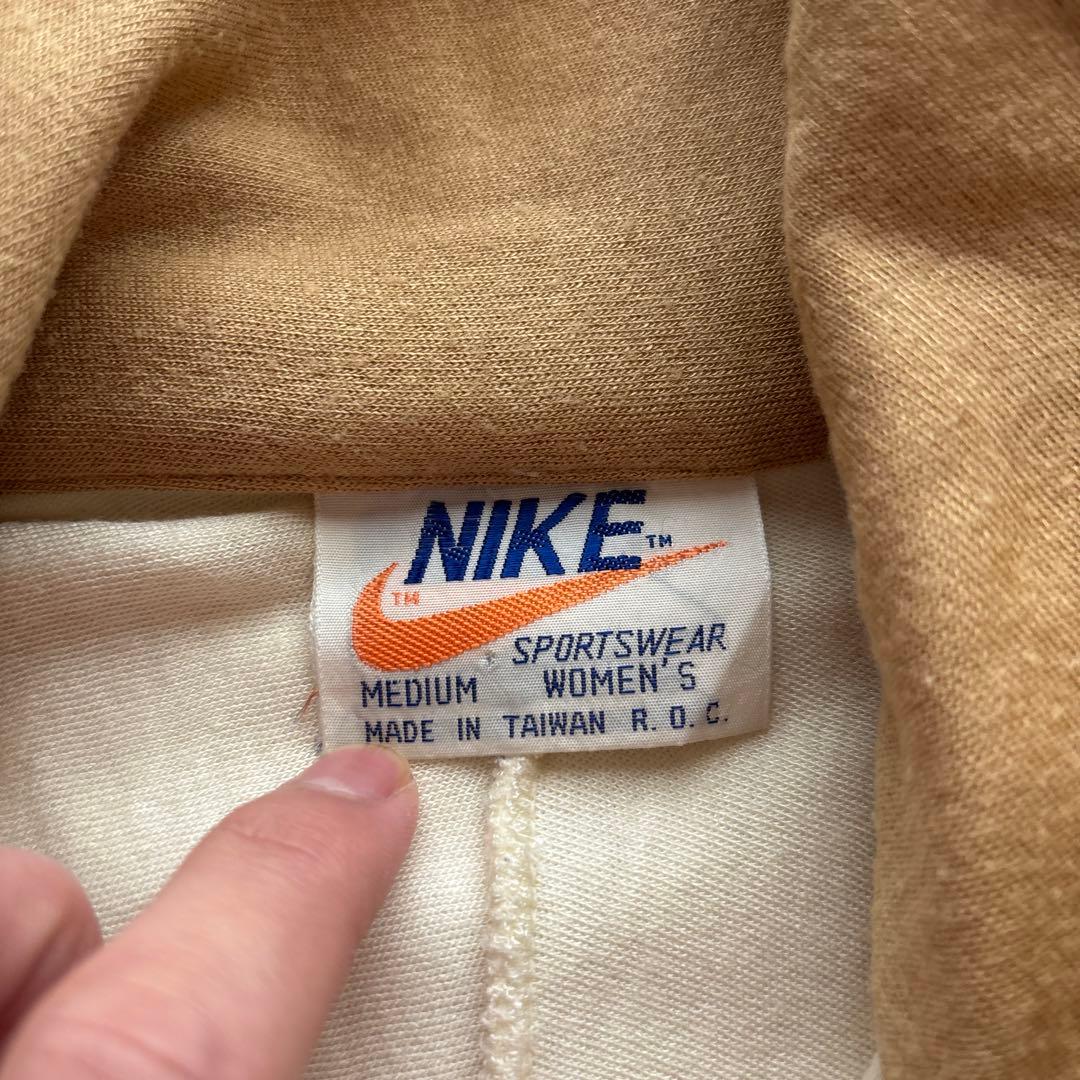 NIKE™
™
SPORTSWEAR
MEDIUM WOMEN'S
MADE IN TAIWAN R.O.C.